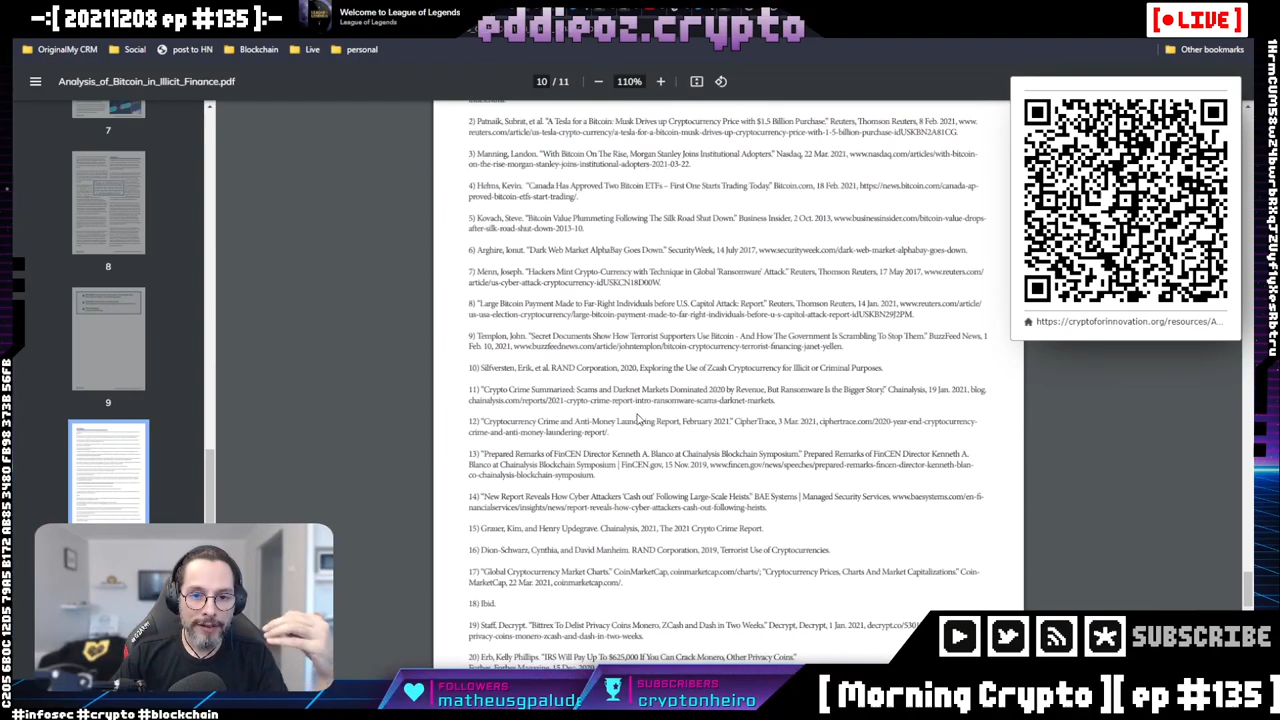 -:[ 20211208 ep #135 ]:-
Welcome to League of Legends
League of Legends
eddieoz.crypto
[ LIVE ]
OriginalMy CRM
Social
post to HN
Blockchain
Live
personal
Other bookmarks
Analysis_of_Bitcoin_in_Illicit_Finance.pdf
10 / 11
110%
7
8
9
2) Patnaik, Subrat, et al. "A Tesla for a Bitcoin: Musk Drives up Cryptocurrency Price with $1.5 Billion Purchase." Reuters, Thomson Reuters, 8 Feb. 2021, www.
reuters.com/article/us-tesla-crypto-currency/a-tesla-for-a-bitcoin-musk-drives-up-cryptocurrency-price-with-1-5-billion-purchase-idUSKBN2A81CG.
3) Manning, Landon. "With Bitcoin On The Rise, Morgan Stanley Joins Institutional Adopters." Nasdaq, 22 Mar. 2021, www.nasdaq.com/articles/with-bitcoin-
on-the-rise-morgan-stanley-joins-institutional-adopters-2021-03-22.
4) Helms, Kevin. "Canada Has Approved Two Bitcoin ETFs – First One Starts Trading Today." Bitcoin.com, 18 Feb. 2021, https://news.bitcoin.com/canada-ap-
proved-bitcoin-etfs-start-trading/.
5) Kovach, Steve. "Bitcoin Value Plummeting Following The Silk Road Shut Down." Business Insider, 2 Oct. 2013, www.businessinsider.com/bitcoin-value-drops-
after-silk-road-shut-down-2013-10.
6) Arghire, Ionut. "Dark Web Market AlphaBay Goes Down." SecurityWeek, 14 July 2017, www.securityweek.com/dark-web-market-alphabay-goes-down.
7) Menn, Joseph. "Hackers Mint Crypto-Currency with Technique in Global 'Ransomware' Attack." Reuters, Thomson Reuters, 17 May 2017, www.reuters.com/
article/us-cyber-attack-cryptocurrency-idUSKCN18D00W.
8) "Large Bitcoin Payment Made to Far-Right Individuals before U.S. Capitol Attack: Report." Reuters, Thomson Reuters, 14 Jan. 2021, www.reuters.com/article/
us-usa-election-cryptocurrency/large-bitcoin-payment-made-to-far-right-individuals-before-u-s-capitol-attack-report-idUSKBN29J2PM.
9) Templon, John. "Secret Documents Show How Terrorist Supporters Use Bitcoin - And How The Government Is Scrambling To Stop Them." BuzzFeed News, 1
Feb. 10, 2021, www.buzzfeednews.com/article/johntemplon/bitcoin-cryptocurrency-terrorist-financing-janet-yellen.
10) Silfversten, Erik, et al. RAND Corporation, 2020, Exploring the Use of Zcash Cryptocurrency for Illicit or Criminal Purposes.
11) "Crypto Crime Summarized: Scams and Darknet Markets Dominated 2020 by Revenue, But Ransomware Is the Bigger Story." Chainalysis, 19 Jan. 2021, blog.
chainalysis.com/reports/2021-crypto-crime-report-intro-ransomware-scams-darknet-markets.
12) "Cryptocurrency Crime and Anti-Money Laundering Report, February 2021." CipherTrace, 3 Mar. 2021, ciphertrace.com/2020-year-end-cryptocurrency-
crime-and-anti-money-laundering-report/.
13) "Prepared Remarks of FinCEN Director Kenneth A. Blanco at Chainalysis Blockchain Symposium." Prepared Remarks of FinCEN Director Kenneth A.
Blanco at Chainalysis Blockchain Symposium | FinCEN.gov, 15 Nov. 2019, www.fincen.gov/news/speeches/prepared-remarks-fincen-director-kenneth-blan-
co-chainalysis-blockchain-symposium.
14) "New Report Reveals How Cyber Attackers 'Cash out' Following Large-Scale Heists." BAE Systems | Managed Security Services, www.baesystems.com/en-fi-
nancialservices/insights/news/report-reveals-how-cyber-attackers-cash-out-following-heists.
15) Grauer, Kim, and Henry Updegrave. Chainalysis, 2021, The 2021 Crypto Crime Report.
16) Dion-Schwarz, Cynthia, and David Manheim. RAND Corporation, 2019, Terrorist Use of Cryptocurrencies.
17) "Global Cryptocurrency Market Charts." CoinMarketCap, coinmarketcap.com/charts/; "Cryptocurrency Prices, Charts And Market Capitalizations." Coin-
MarketCap, 22 Mar. 2021, coinmarketcap.com/.
18) Ibid.
19) Staff, Decrypt. "Bittrex To Delist Privacy Coins Monero, ZCash and Dash in Two Weeks." Decrypt, Decrypt, 1 Jan. 2021, decrypt.co/5301
privacy-coins-monero-zcash-and-dash-in-two-weeks.
20) Erb, Kelly Phillips. "IRS Will Pay Up To $625,000 If You Can Crack Monero, Other Privacy Coins."
Forbes, Forbes Magazine, 15 Dec. 2020
https://cryptoforinnovation.org/resources/A...
SUBSCRIBE
FOLLOWERS
matheusgpalude
SUBSCRIBERS
cryptonheiro
[ Morning Crypto ][ ep #135
#crypto